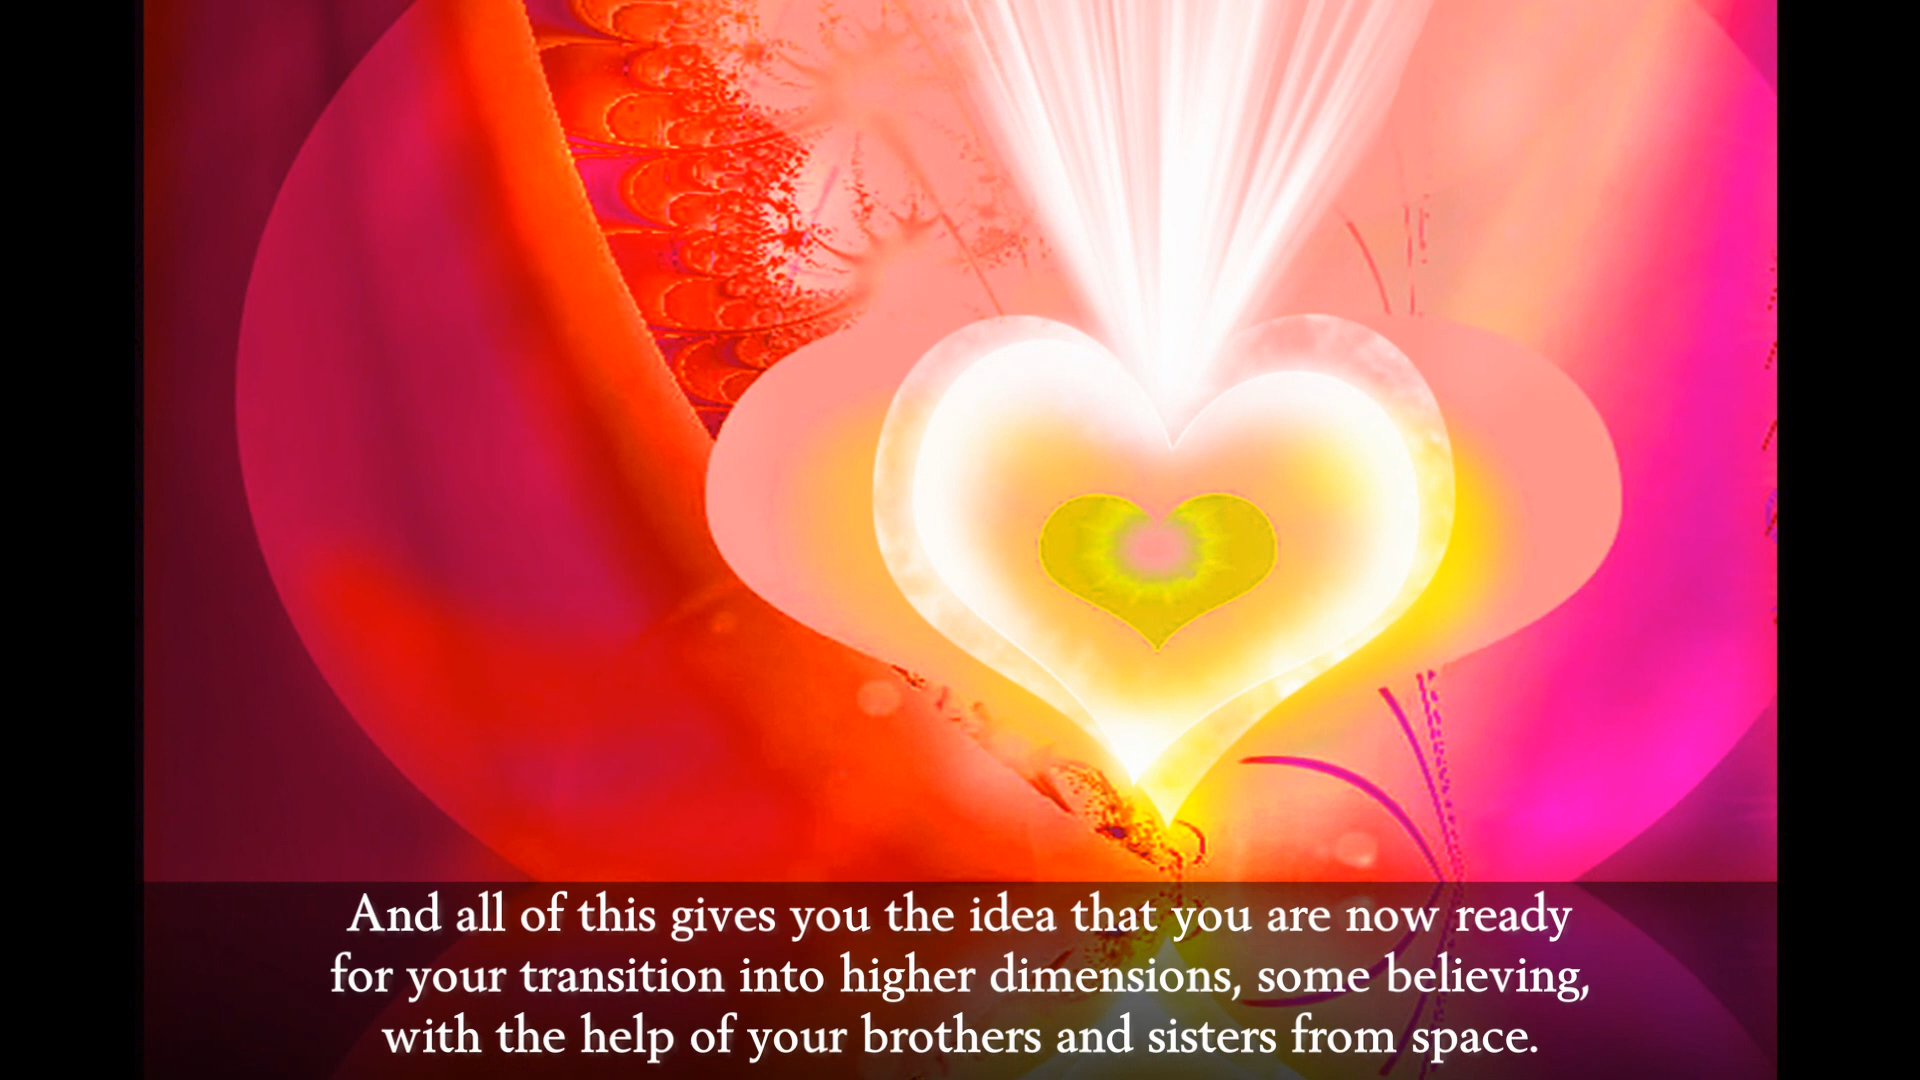 And all of this gives you the idea that you are now ready
for your transition into higher dimensions, some believing,
with the help of your brothers and sisters from space.